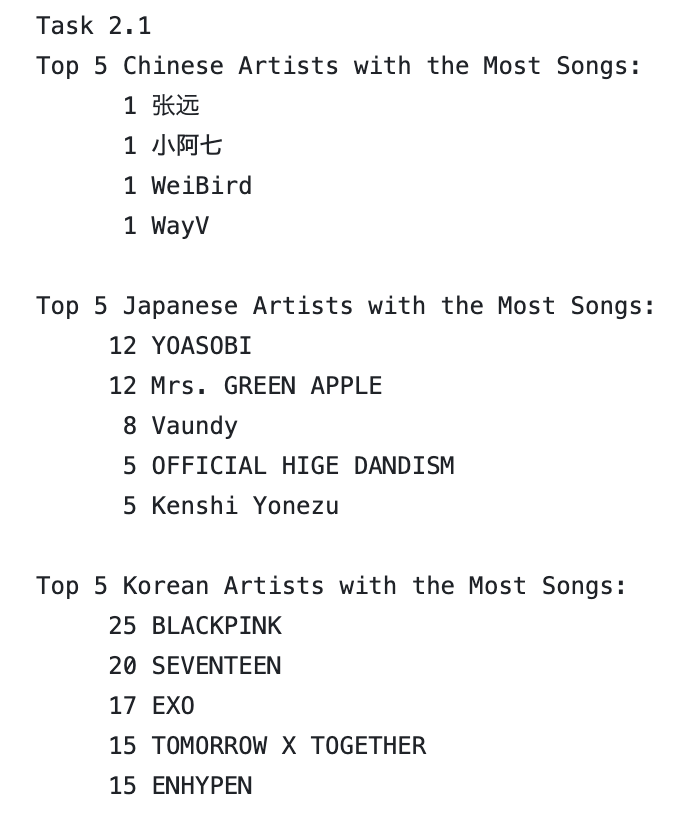 Task 2.1
Top 5 Chinese Artists with the Most Songs:
1 张远
1 小阿七
1 WeiBird
1 WayV
Top 5 Japanese Artists with the Most Songs:
12 YOASOBI
12 Mrs. GREEN APPLE
8 Vaundy
5 OFFICIAL HIGE DANDISM
5 Kenshi Yonezu
Top 5 Korean Artists with the Most Songs:
25 BLACKPINK
20 SEVENTEEN
17 EXO
15 TOMORROW X TOGETHER
15 ENHYPEN